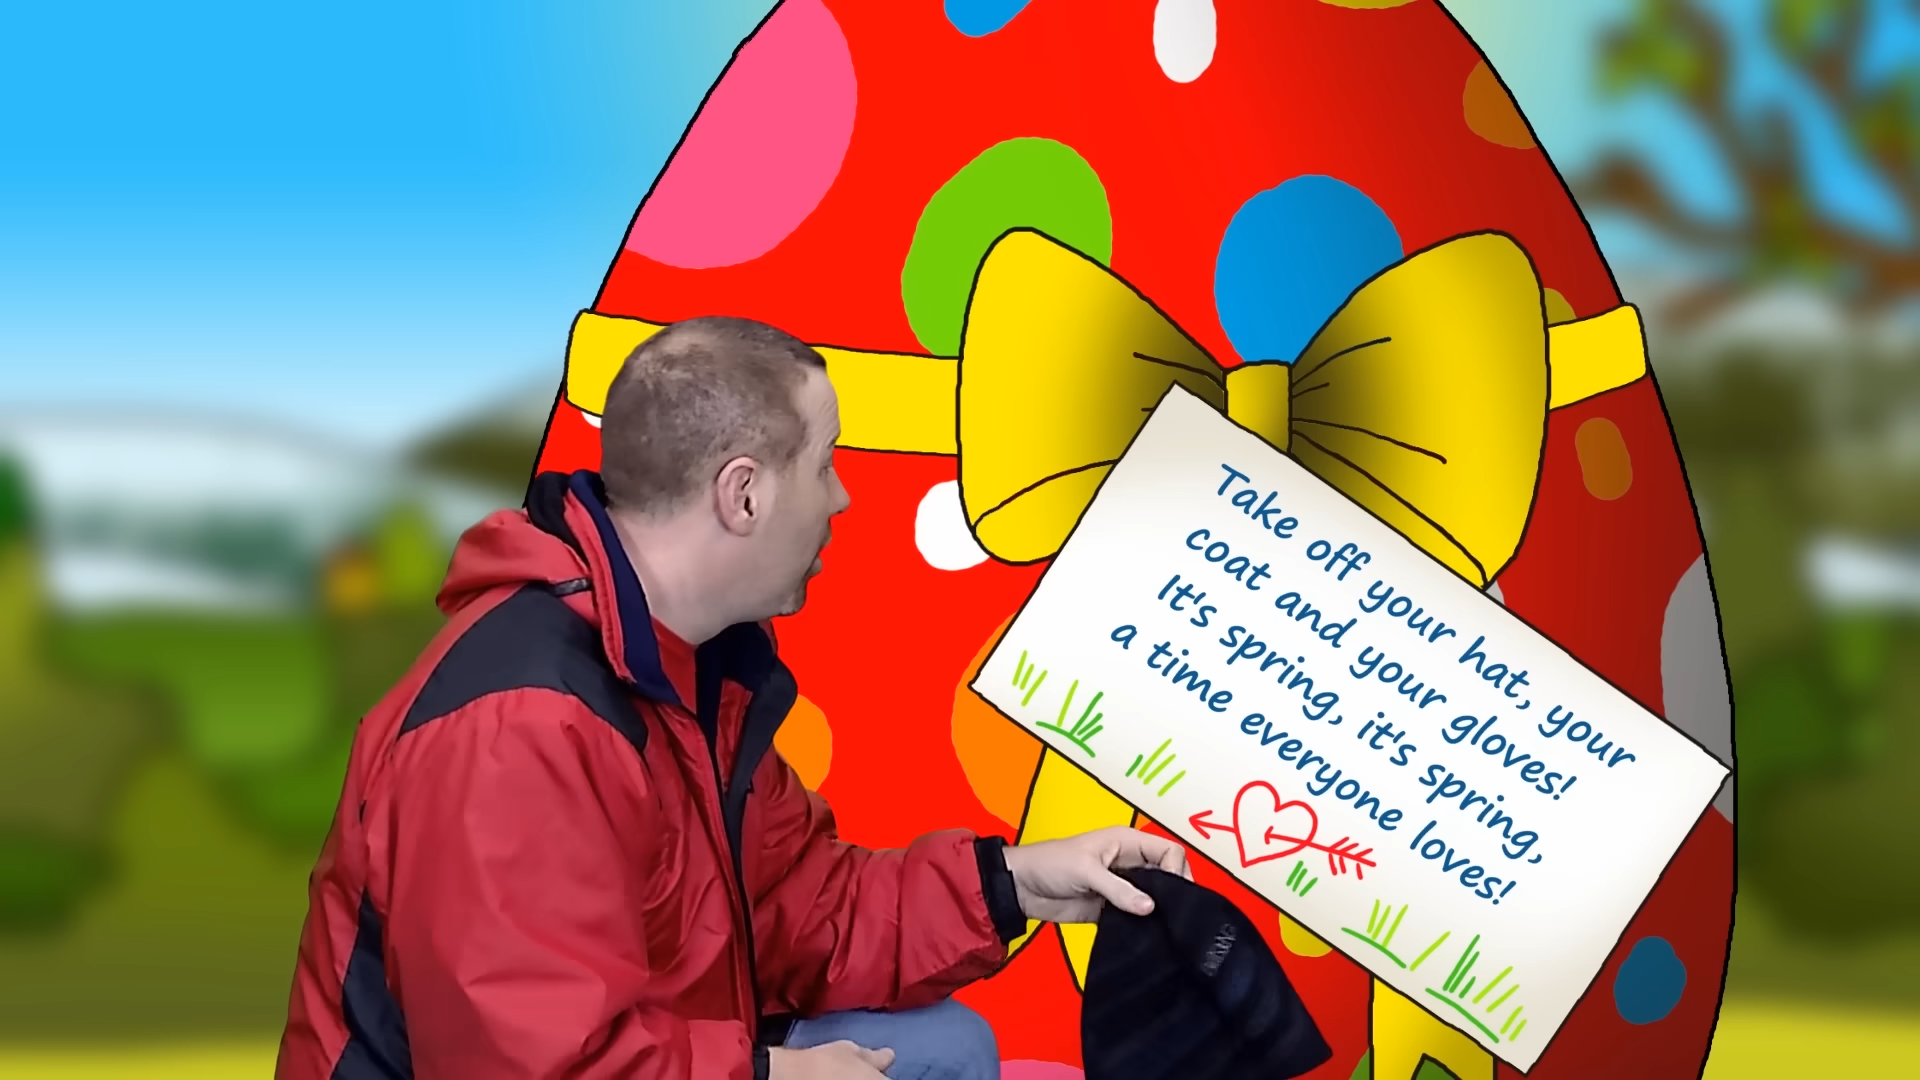 Take off your hat, your
coat and your gloves!
It's spring, it's spring,
a time everyone loves!